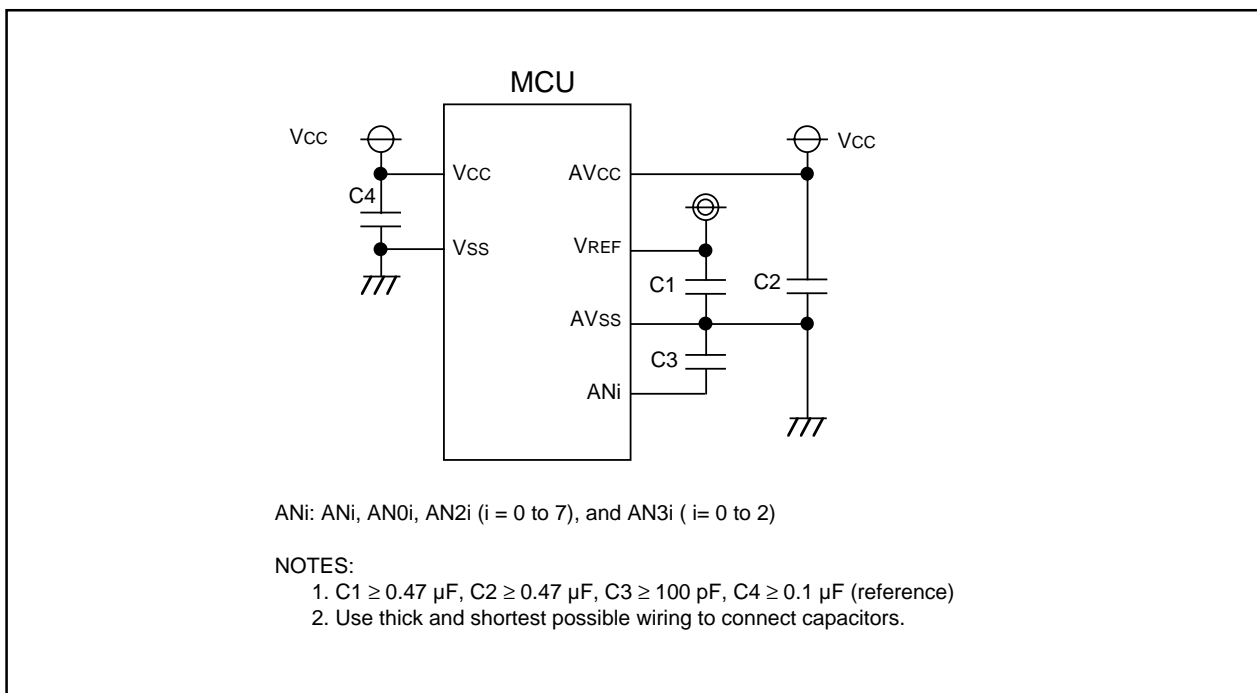 MCU
VCC
VCC
VCC
AVCC
C4
VSS
VREF
C1
C2
AVSS
C3
ANi
ANi: ANi, AN0i, AN2i (i = 0 to 7), and AN3i ( i= 0 to 2)
NOTES:
1. C1 ≥ 0.47 µF, C2 ≥ 0.47 µF, C3 ≥ 100 pF, C4 ≥ 0.1 µF (reference)
2. Use thick and shortest possible wiring to connect capacitors.